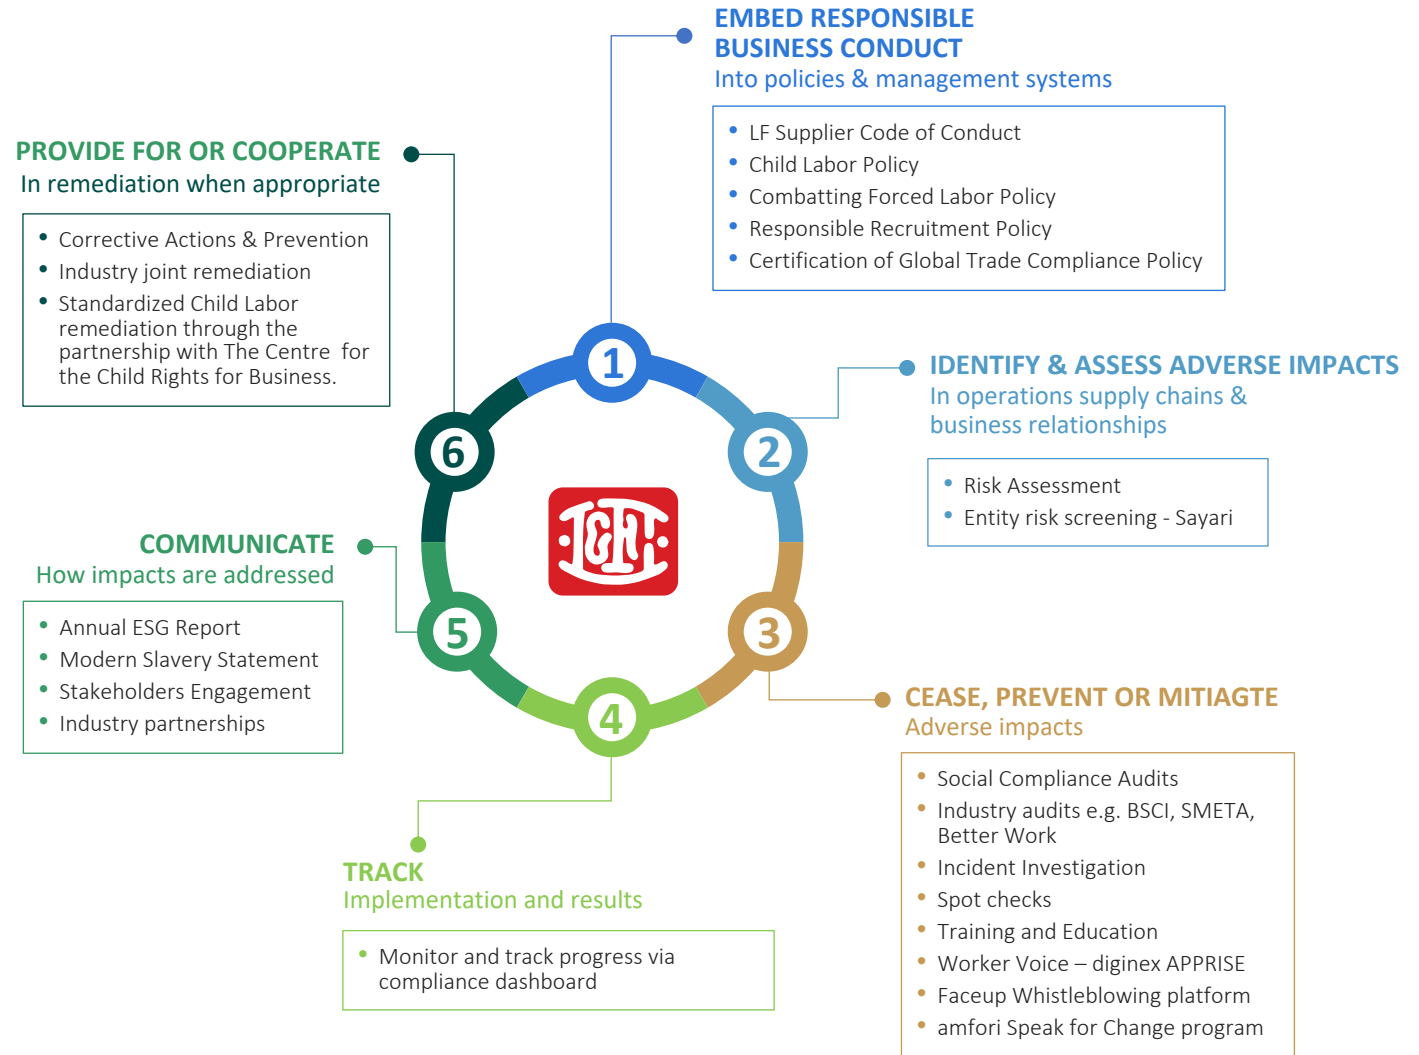 EMBED RESPONSIBLE
BUSINESS CONDUCT
Into policies & management systems
• LF Supplier Code of Conduct
• Child Labor Policy
• Combatting Forced Labor Policy
• Responsible Recruitment Policy
• Certification of Global Trade Compliance Policy
IDENTIFY & ASSESS ADVERSE IMPACTS
In operations supply chains &
business relationships
• Risk Assessment
• Entity risk screening - Sayari
CEASE, PREVENT OR MITIAGTE
Adverse impacts
• Social Compliance Audits
• Industry audits e.g. BSCI, SMETA,
Better Work
• Incident Investigation
• Spot checks
• Training and Education
• Worker Voice – diginex APPRISE
• Faceup Whistleblowing platform
• amfori Speak for Change program
TRACK
Implementation and results
• Monitor and track progress via
compliance dashboard
COMMUNICATE
How impacts are addressed
• Annual ESG Report
• Modern Slavery Statement
• Stakeholders Engagement
• Industry partnerships
PROVIDE FOR OR COOPERATE
In remediation when appropriate
• Corrective Actions & Prevention
• Industry joint remediation
• Standardized Child Labor
remediation through the
partnership with The Centre for
the Child Rights for Business.
1
2
3
4
5
6